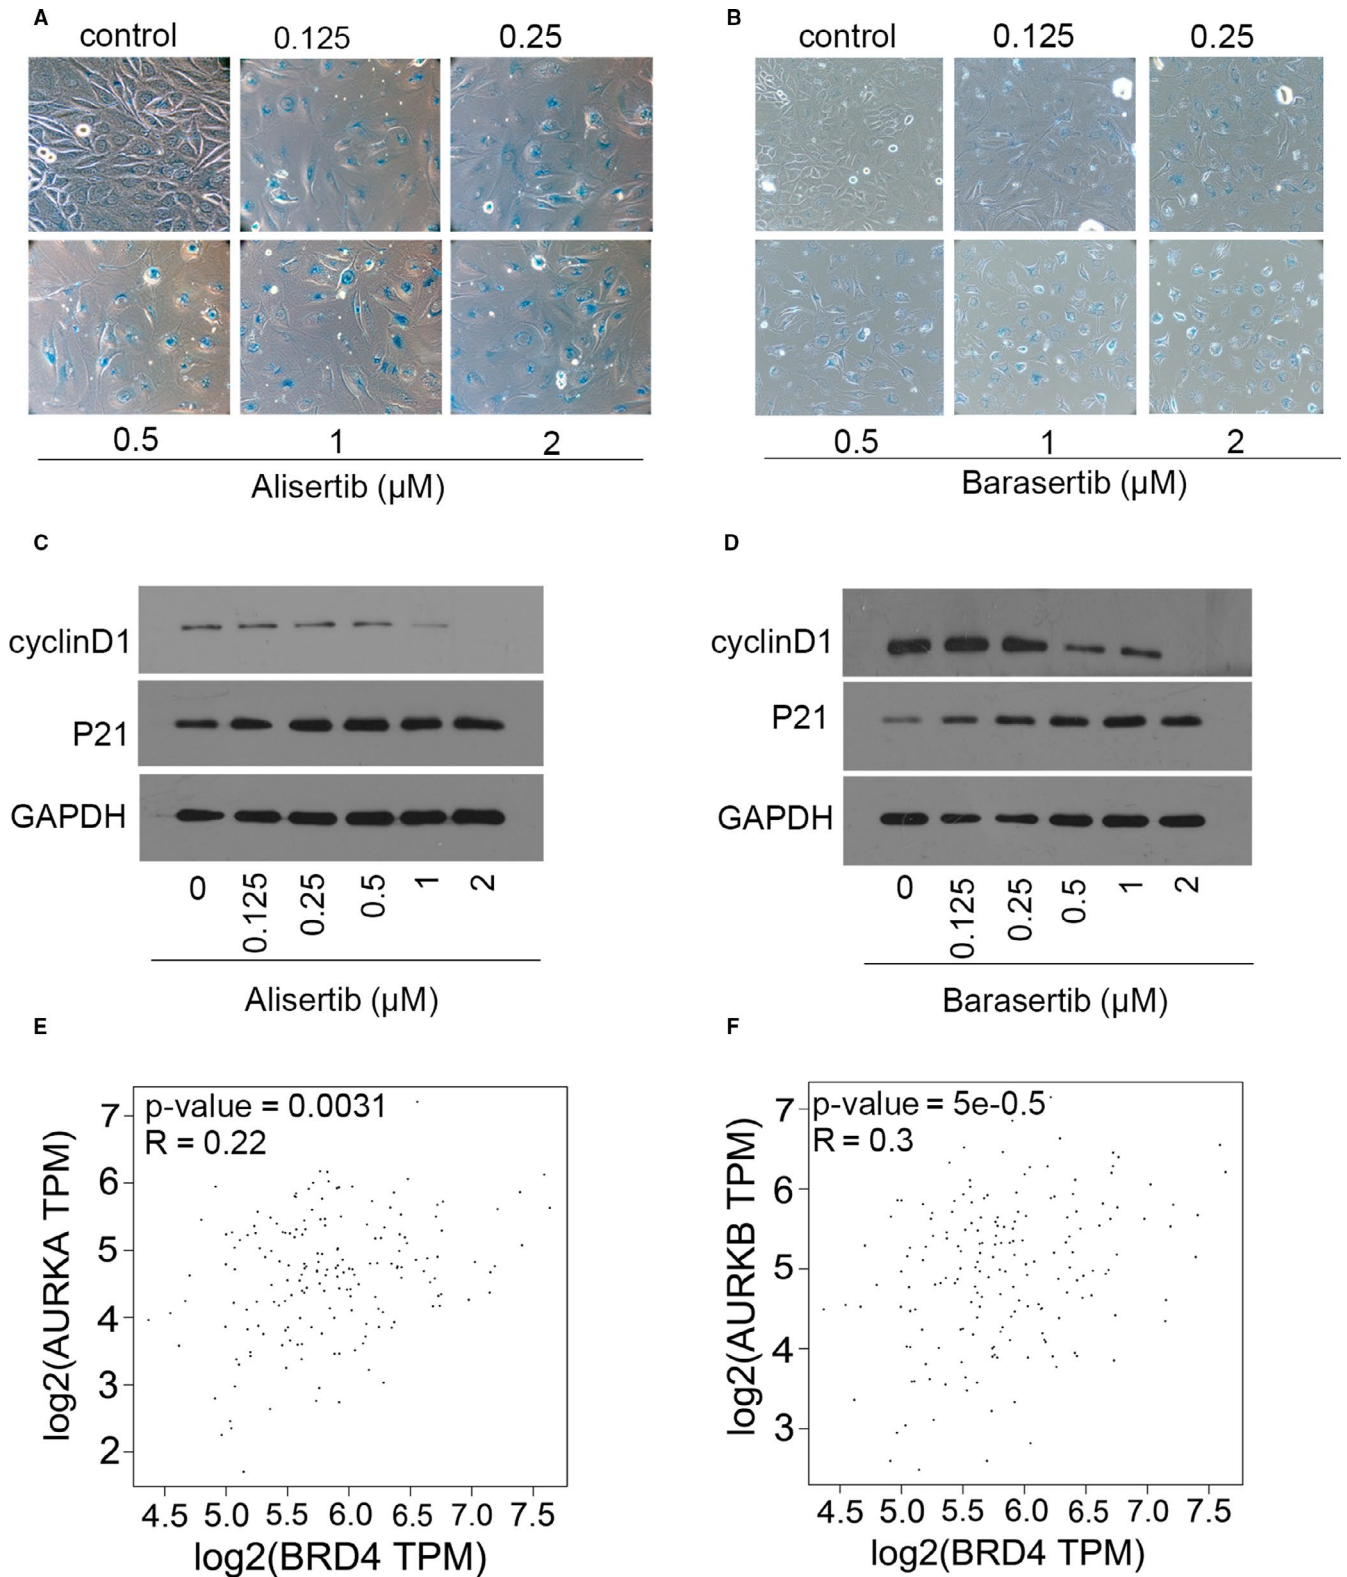 A
control 0.125 0.25
0.5 1 2
Alisertib (μM)
B
control 0.125 0.25
0.5 1 2
Barasertib (μM)
C
cyclinD1
P21
GAPDH
0 0.125 0.25 0.5 1 2
Alisertib (μM)
D
cyclinD1
P21
GAPDH
0 0.125 0.25 0.5 1 2
Barasertib (μM)
E
p-value = 0.0031
R = 0.22
log2(AURKA TPM)
7
6
5
4
3
2
4.5 5.0 5.5 6.0 6.5 7.0 7.5
log2(BRD4 TPM)
F
p-value = 5e-0.5
R = 0.3
log2(AURKB TPM)
7
6
5
4
3
4.5 5.0 5.5 6.0 6.5 7.0 7.5
log2(BRD4 TPM)